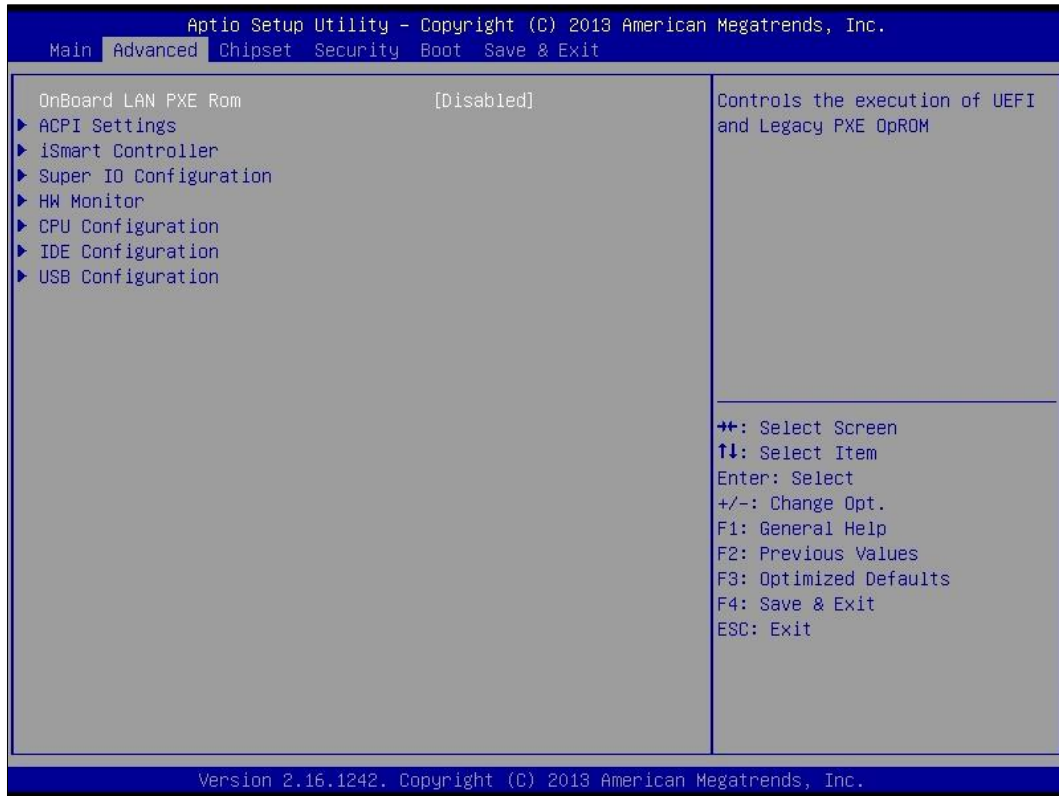 Aptio Setup Utility – Copyright (C) 2013 American Megatrends, Inc.
Main Advanced Chipset Security Boot Save & Exit
OnBoard LAN PXE Rom [Disabled]
▶ ACPI Settings
▶ iSmart Controller
▶ Super IO Configuration
▶ HW Monitor
▶ CPU Configuration
▶ IDE Configuration
▶ USB Configuration
Controls the execution of UEFI
and Legacy PXE OpROM
→←: Select Screen
↑↓: Select Item
Enter: Select
+/-: Change Opt.
F1: General Help
F2: Previous Values
F3: Optimized Defaults
F4: Save & Exit
ESC: Exit
Version 2.16.1242. Copyright (C) 2013 American Megatrends, Inc.